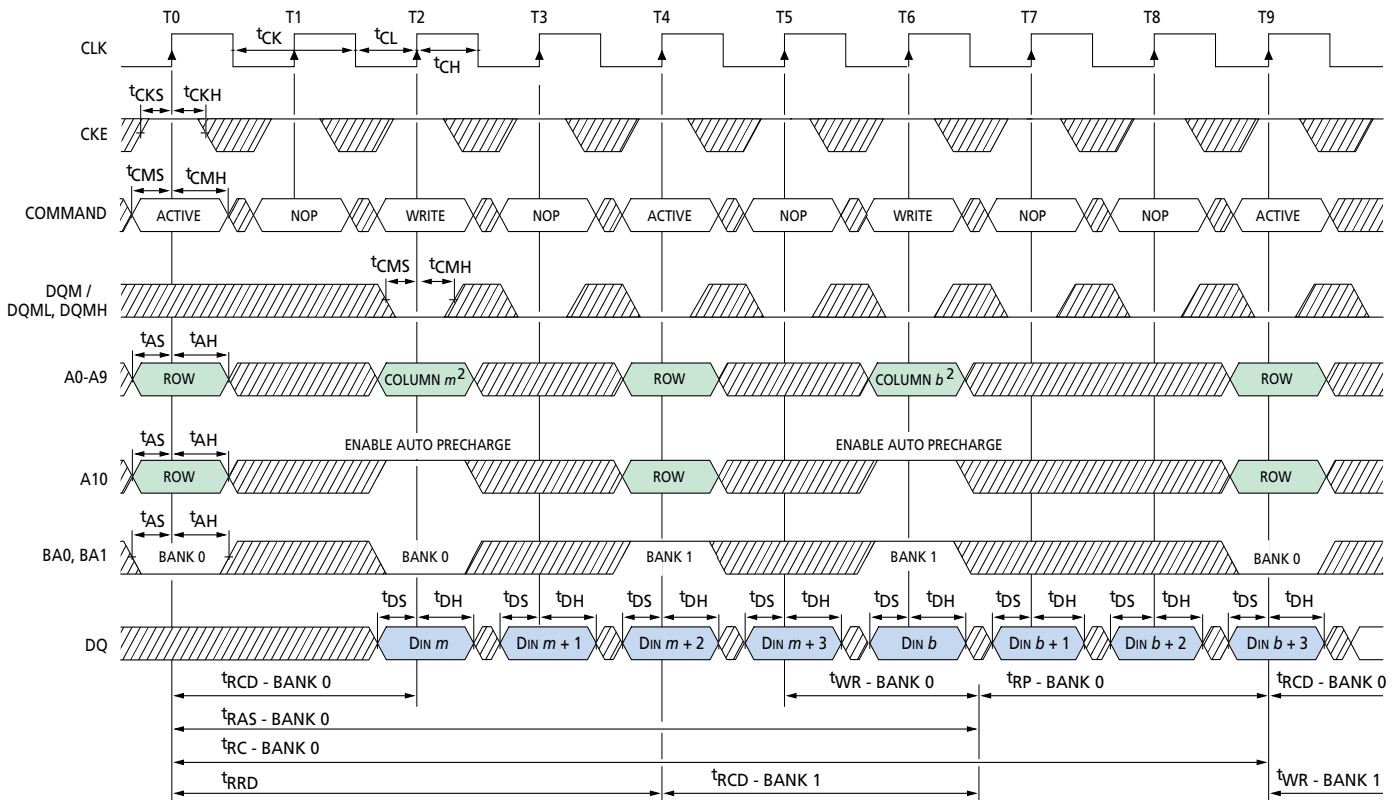 T0 T1 T2 T3 T4 T5 T6 T7 T8 T9
CLK tCK tCL tCH
tCKS tCKH
CKE
tCMS tCMH
COMMAND ACTIVE NOP WRITE NOP ACTIVE NOP WRITE NOP NOP ACTIVE
tCMS tCMH
DQM /
DQML, DQMH
tAS tAH
A0-A9 ROW COLUMN m2 ROW COLUMN b2 ROW
tAS tAH ENABLE AUTO PRECHARGE ENABLE AUTO PRECHARGE
A10 ROW ROW ROW
tAS tAH
BA0, BA1 BANK 0 BANK 0 BANK 1 BANK 1 BANK 0
tDS tDH tDS tDH tDS tDH tDS tDH tDS tDH tDS tDH tDS tDH tDS tDH
DQ DIN m DIN m + 1 DIN m + 2 DIN m + 3 DIN b DIN b + 1 DIN b + 2 DIN b + 3
tRCD - BANK 0 tWR - BANK 0 tRP - BANK 0 tRCD - BANK 0
tRAS - BANK 0
tRC - BANK 0
tRRD tRCD - BANK 1 tWR - BANK 1